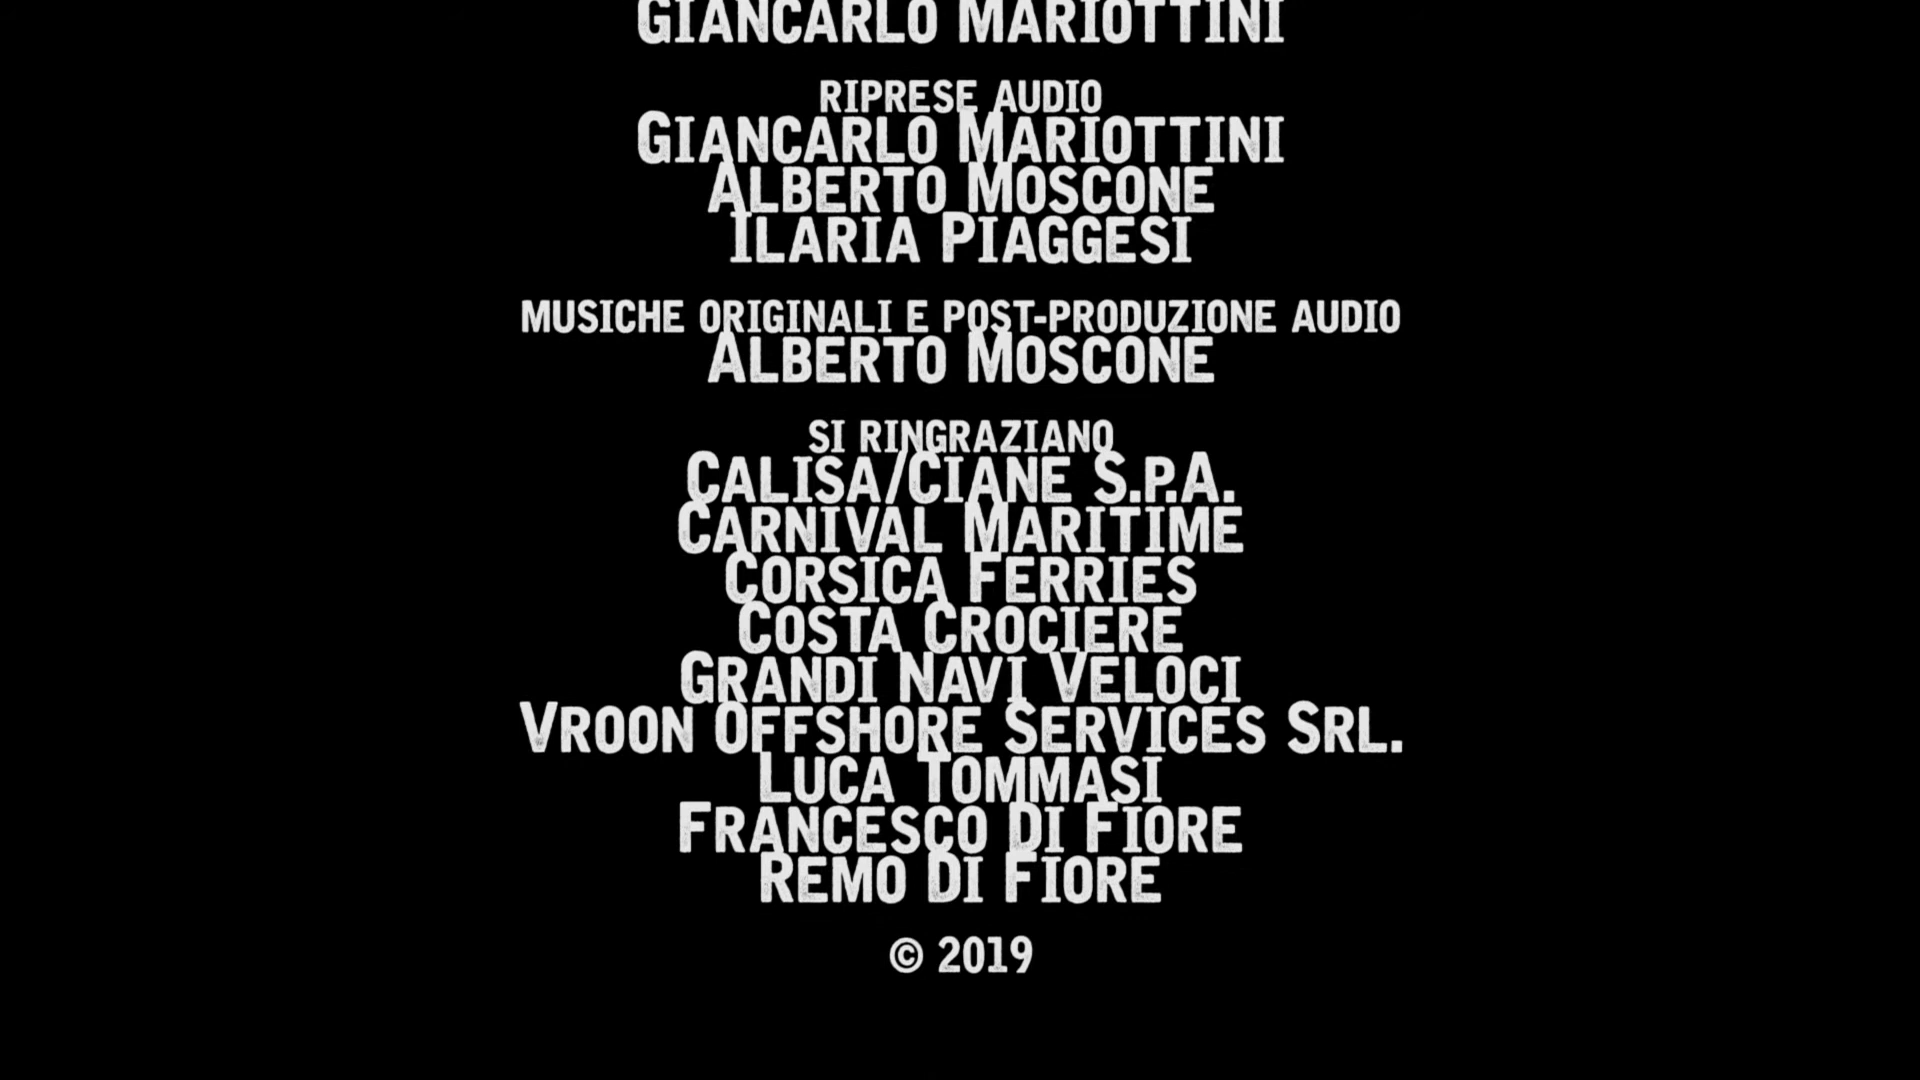 GIANCARLO MARIOTTINI
RIPRESE AUDIO
GIANCARLO MARIOTTINI
ALBERTO MOSCONE
ILARIA PIAGGESI
MUSICHE ORIGINALI E POST-PRODUZIONE AUDIO
ALBERTO MOSCONE
SI RINGRAZIANO
CALISA/CIANE S.P.A.
CARNIVAL MARITIME
CORSICA FERRIES
COSTA CROCIERE
GRANDI NAVI VELOCI
VROON OFFSHORE SERVICES SRL.
LUCA TOMMASI
FRANCESCO DI FIORE
REMO DI FIORE
© 2019